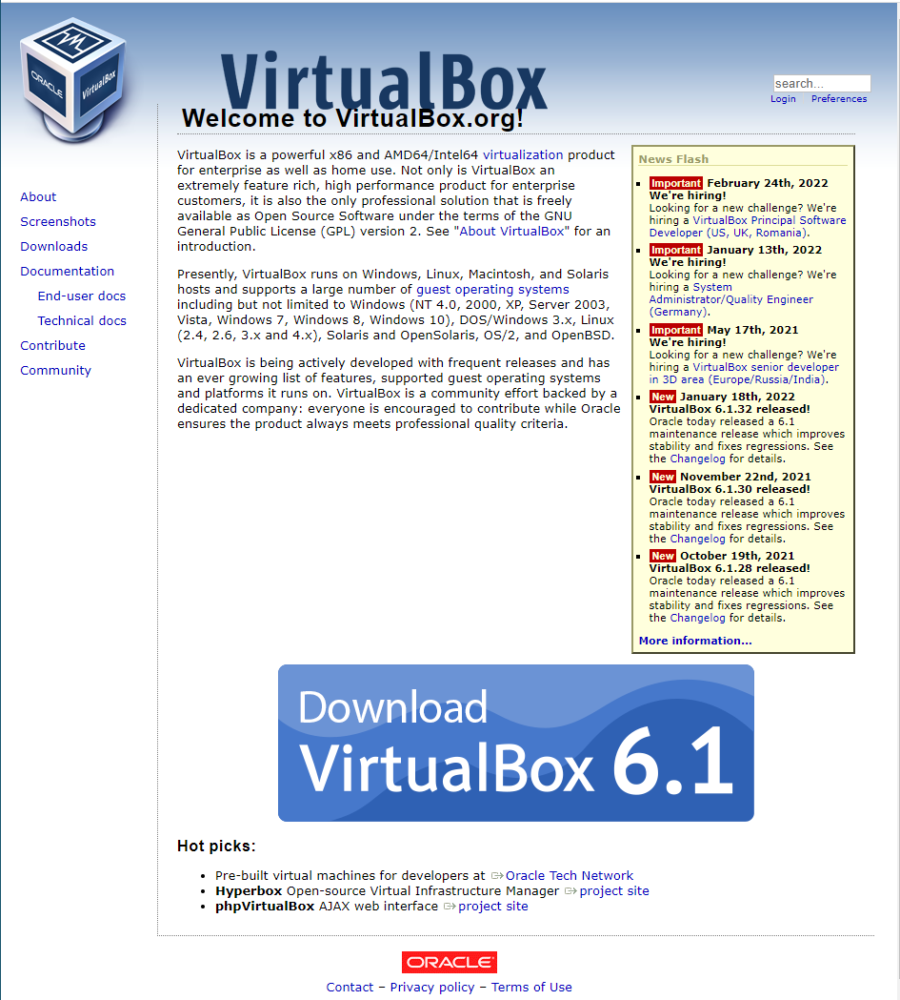 ORACLE
VirtualBox
VirtualBox
search...
Login Preferences
Welcome to VirtualBox.org!
About
Screenshots
Downloads
Documentation
End-user docs
Technical docs
Contribute
Community
VirtualBox is a powerful x86 and AMD64/Intel64 virtualization product
for enterprise as well as home use. Not only is VirtualBox an
extremely feature rich, high performance product for enterprise
customers, it is also the only professional solution that is freely
available as Open Source Software under the terms of the GNU
General Public License (GPL) version 2. See "About VirtualBox" for an
introduction.
Presently, VirtualBox runs on Windows, Linux, Macintosh, and Solaris
hosts and supports a large number of guest operating systems
including but not limited to Windows (NT 4.0, 2000, XP, Server 2003,
Vista, Windows 7, Windows 8, Windows 10), DOS/Windows 3.x, Linux
(2.4, 2.6, 3.x and 4.x), Solaris and OpenSolaris, OS/2, and OpenBSD.
VirtualBox is being actively developed with frequent releases and has
an ever growing list of features, supported guest operating systems
and platforms it runs on. VirtualBox is a community effort backed by a
dedicated company: everyone is encouraged to contribute while Oracle
ensures the product always meets professional quality criteria.
News Flash
Important February 24th, 2022
We're hiring!
Looking for a new challenge? We're
hiring a VirtualBox Principal Software
Developer (US, UK, Romania).
Important January 13th, 2022
We're hiring!
Looking for a new challenge? We're
hiring a System
Administrator/Quality Engineer
(Germany).
Important May 17th, 2021
We're hiring!
Looking for a new challenge? We're
hiring a VirtualBox senior developer
in 3D area (Europe/Russia/India).
New January 18th, 2022
VirtualBox 6.1.32 released!
Oracle today released a 6.1
maintenance release which improves
stability and fixes regressions. See
the Changelog for details.
New November 22nd, 2021
VirtualBox 6.1.30 released!
Oracle today released a 6.1
maintenance release which improves
stability and fixes regressions. See
the Changelog for details.
New October 19th, 2021
VirtualBox 6.1.28 released!
Oracle today released a 6.1
maintenance release which improves
stability and fixes regressions. See
the Changelog for details.
More information...
Download
VirtualBox 6.1
Hot picks:
Pre-built virtual machines for developers at Oracle Tech Network
Hyperbox Open-source Virtual Infrastructure Manager project site
phpVirtualBox AJAX web interface project site
ORACLE
Contact – Privacy policy – Terms of Use